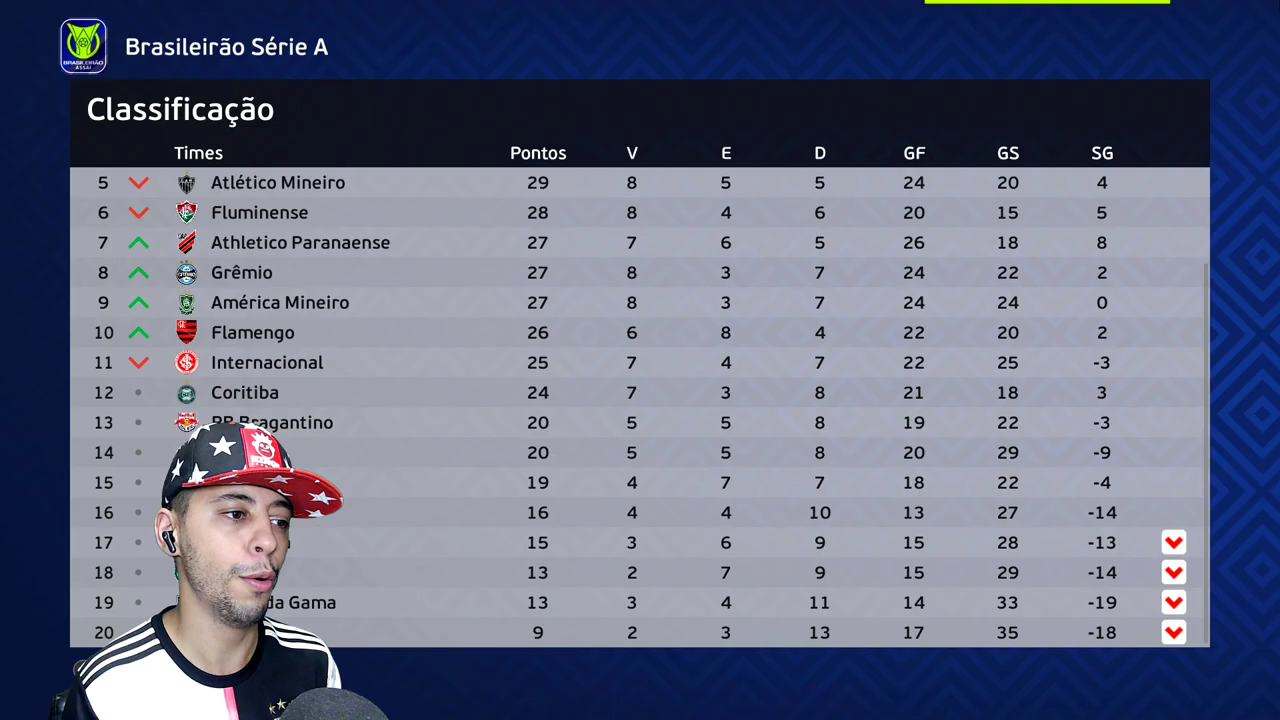 Brasileirão Série A
BRASILEIRÃO
ASSAÍ
Classificação
Times Pontos V E D GF GS SG
5 Atlético Mineiro 29 8 5 5 24 20 4
6 Fluminense 28 8 4 6 20 15 5
7 Athletico Paranaense 27 7 6 5 26 18 8
8 Grêmio 27 8 3 7 24 22 2
9 América Mineiro 27 8 3 7 24 24 0
10 Flamengo 26 6 8 4 22 20 2
11 Internacional 25 7 4 7 22 25 -3
12 Coritiba 24 7 3 8 21 18 3
13 RB Bragantino 20 5 5 8 19 22 -3
14 20 5 5 8 20 29 -9
15 19 4 7 7 18 22 -4
16 16 4 4 10 13 27 -14
17 15 3 6 9 15 28 -13
18 13 2 7 9 15 29 -14
19 da Gama 13 3 4 11 14 33 -19
20 9 2 3 13 17 35 -18